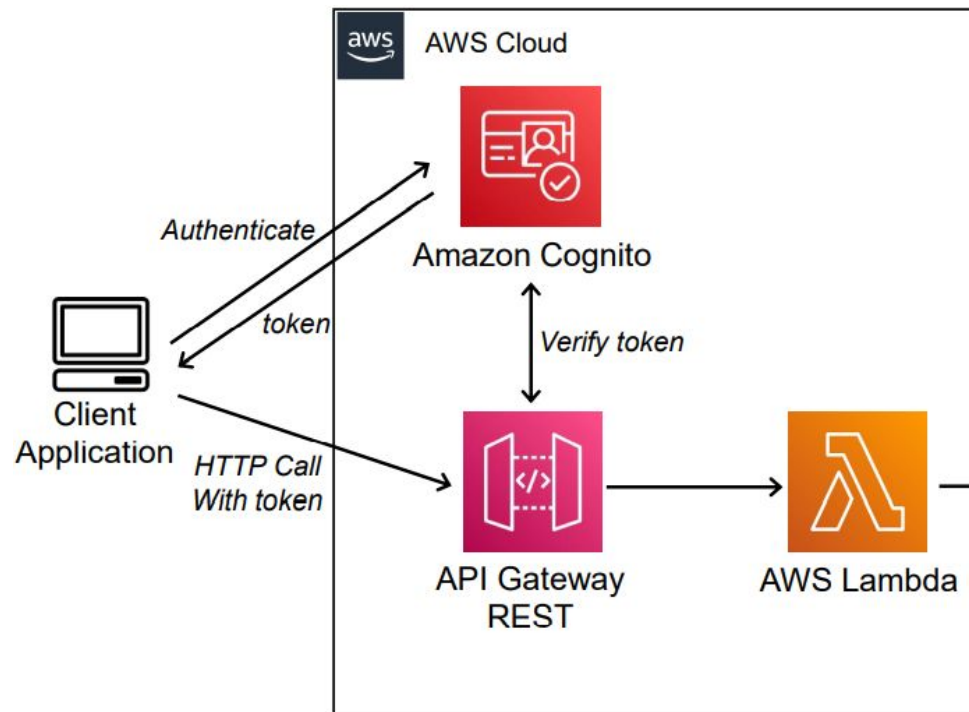 aws
AWS Cloud
Authenticate
Amazon Cognito
token
Verify token
Client
Application
HTTP Call
With token
</>
API Gateway
REST
AWS Lambda